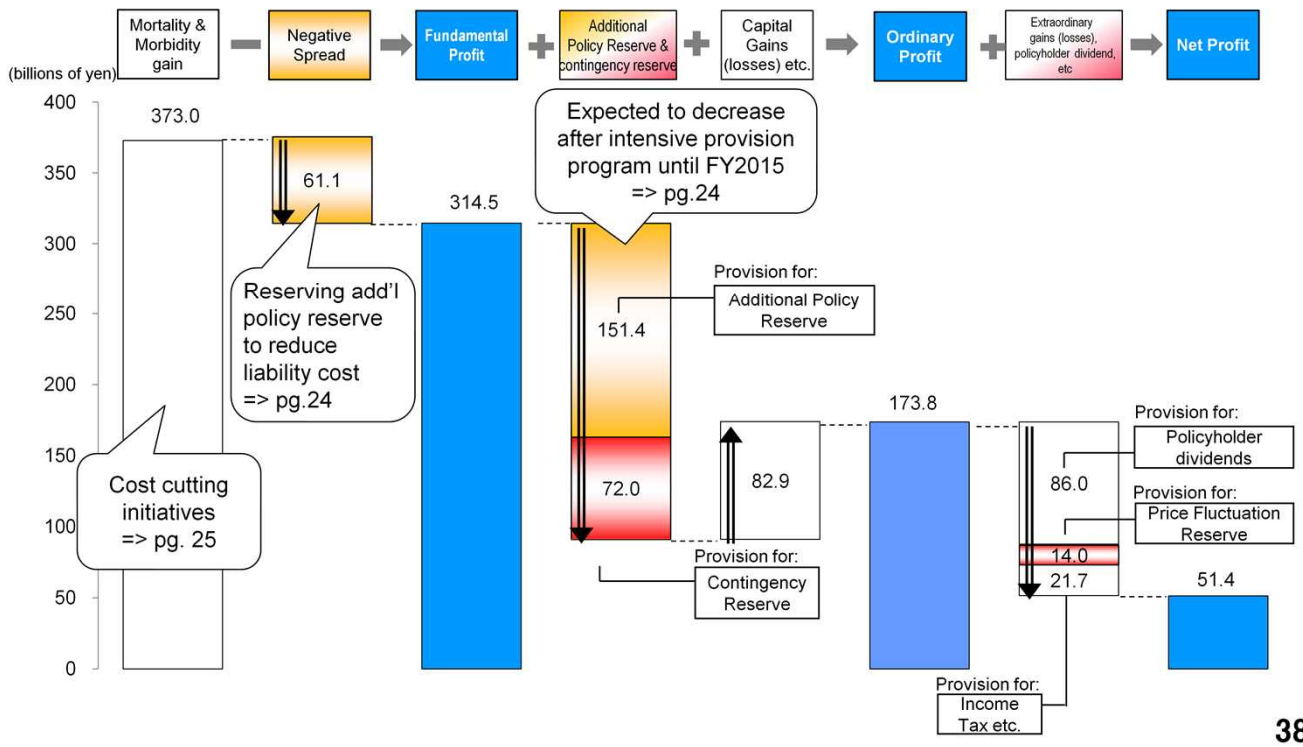 Mortality &
Morbidity
gain
Negative
Spread
Fundamental
Profit
Additional
Policy Reserve &
contingency reserve
Capital
Gains
(losses) etc.
Ordinary
Profit
Extraordinary
gains (losses),
policyholder dividend,
etc
Net Profit
(billions of yen)
400
350
300
250
200
150
100
50
0
373.0
Cost cutting
initiatives
=> pg. 25
61.1
Reserving add’l
policy reserve
to reduce
liability cost
=> pg.24
314.5
Expected to decrease
after intensive provision
program until FY2015
=> pg.24
151.4
Provision for:
Additional Policy
Reserve
72.0
Provision for:
Contingency
Reserve
82.9
173.8
86.0
Provision for:
Policyholder
dividends
14.0
Provision for:
Price Fluctuation
Reserve
21.7
Provision for:
Income
Tax etc.
51.4
38